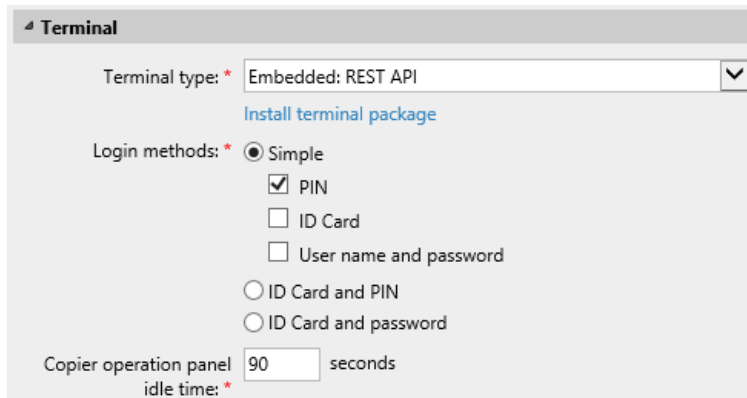 Terminal
Terminal type: * Embedded: REST API
Install terminal package
Login methods: * Simple
PIN
ID Card
User name and password
ID Card and PIN
ID Card and password
Copier operation panel 90 seconds
idle time: *